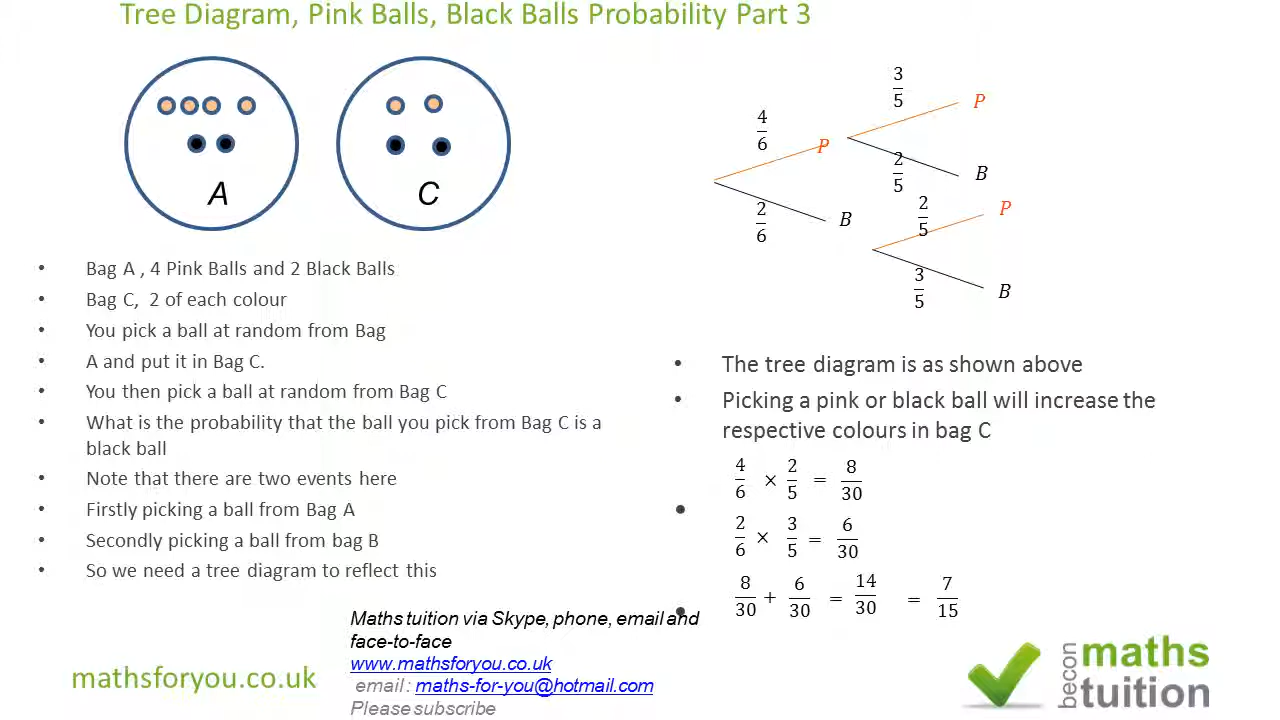 Tree Diagram, Pink Balls, Black Balls Probability Part 3
A
C
• Bag A , 4 Pink Balls and 2 Black Balls
• Bag C, 2 of each colour
• You pick a ball at random from Bag
• A and put it in Bag C.
• You then pick a ball at random from Bag C
• What is the probability that the ball you pick from Bag C is a
black ball
• Note that there are two events here
• Firstly picking a ball from Bag A
• Secondly picking a ball from bag B
• So we need a tree diagram to reflect this
4/6 P
2/6 B
3/5 P
2/5 B
2/5 P
3/5 B
• The tree diagram is as shown above
• Picking a pink or black ball will increase the
respective colours in bag C
4/6 × 2/5 = 8/30
• 2/6 × 3/5 = 6/30
• 8/30 + 6/30 = 14/30 = 7/15
Maths tuition via Skype, phone, email and
face-to-face
www.mathsforyou.co.uk
email : maths-for-you@hotmail.com
Please subscribe
mathsforyou.co.uk
becon
maths
tuition